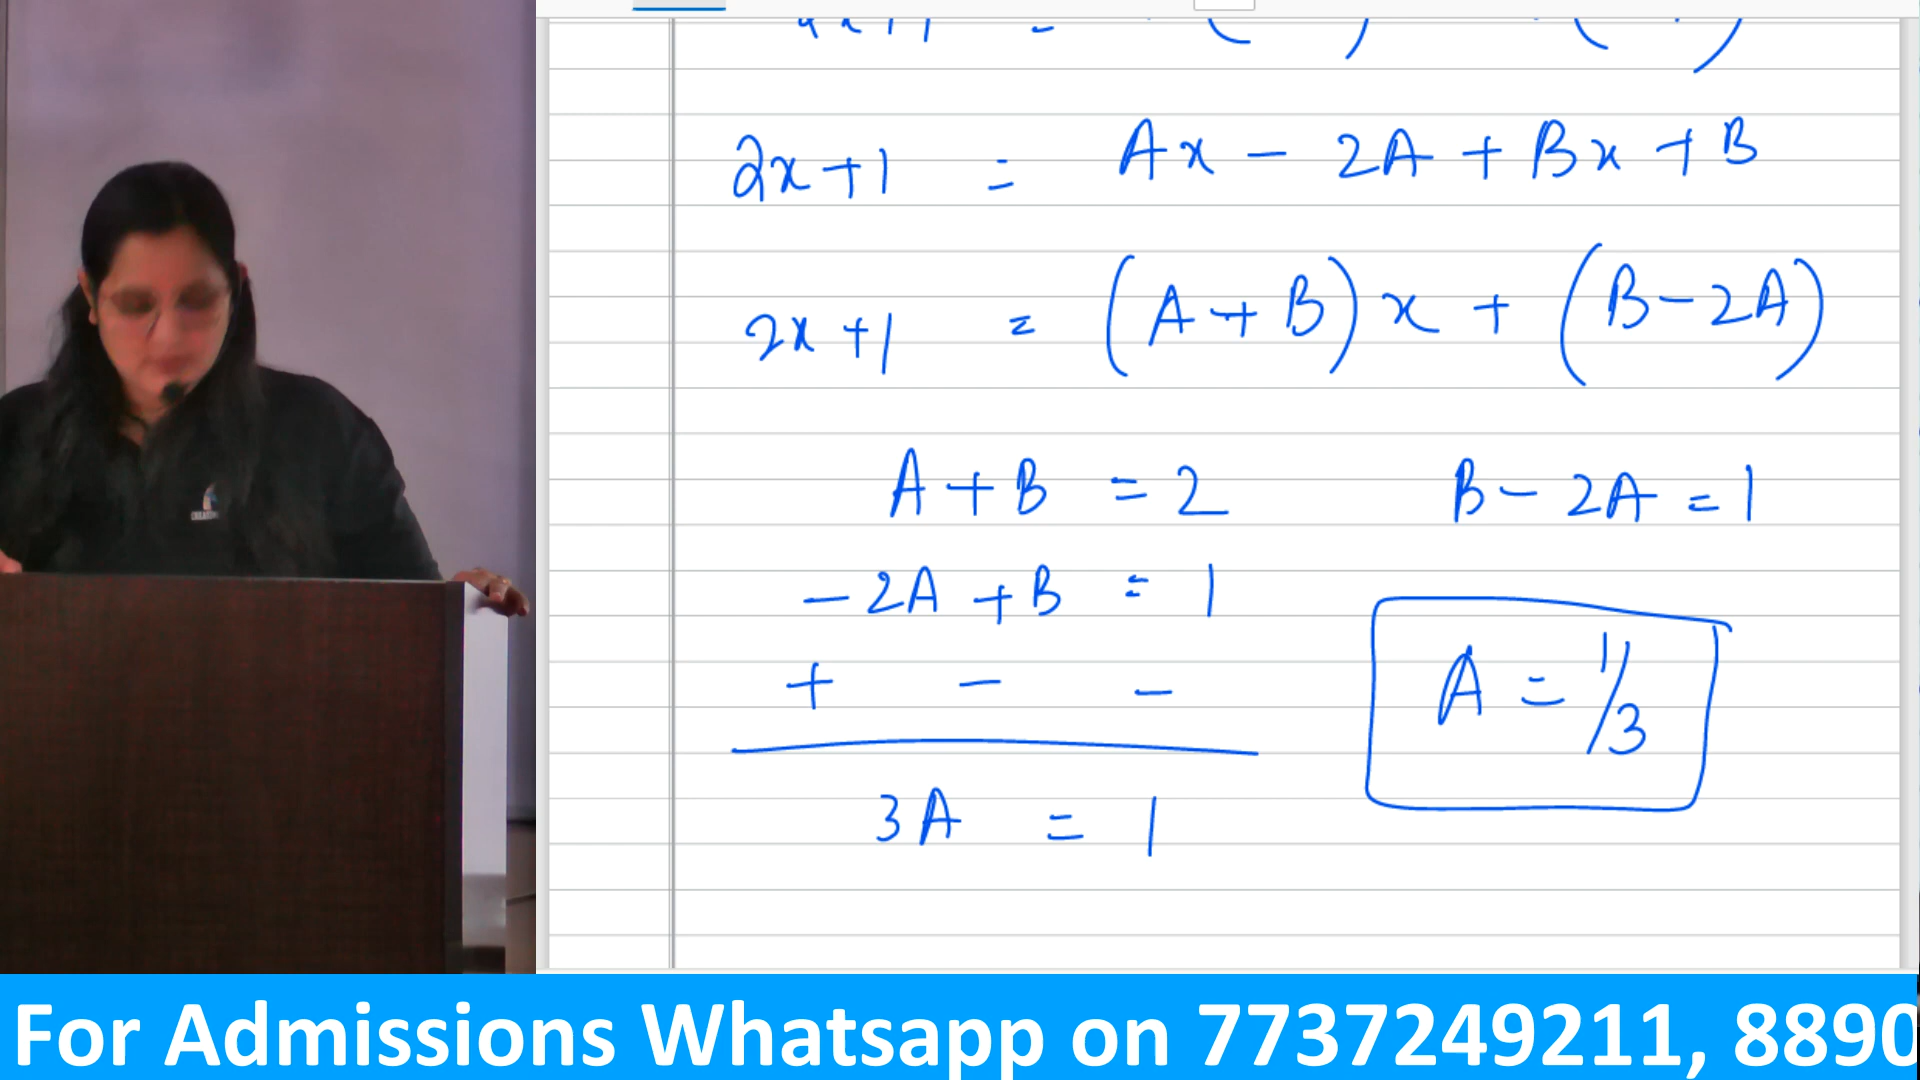 2x+1 = Ax - 2A + Bx + B
2x+1 = (A+B)x + (B-2A)
A+B = 2 B-2A = 1
-2A+B = 1
+ - -
A = 1/3
3A = 1
For Admissions Whatsapp on 7737249211, 8890